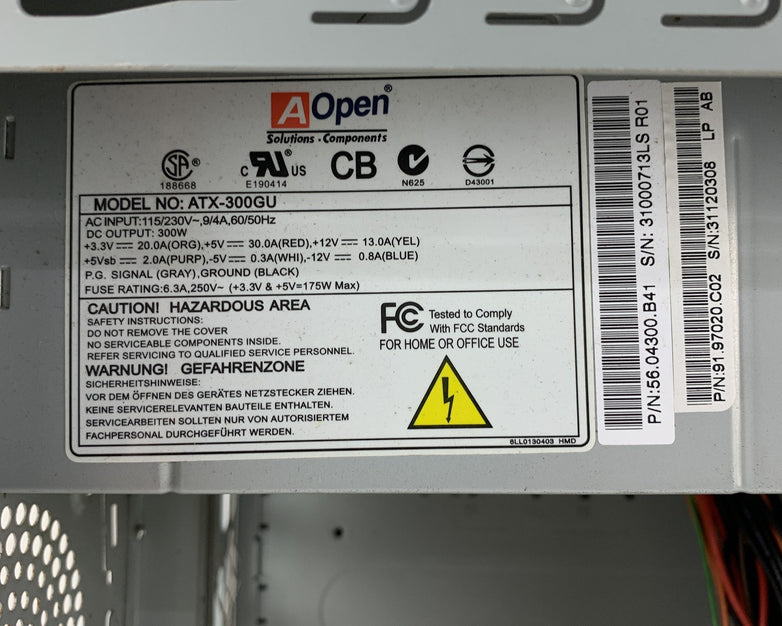 AOpen®
Solutions · Components
SA®
188668
C RU® US
E190414
CB
N625
D43001
MODEL NO: ATX-300GU
AC INPUT:115/230V~,9/4A,60/50Hz
DC OUTPUT: 300W
+3.3V 20.0A(ORG),+5V 30.0A(RED),+12V 13.0A(YEL)
+5Vsb 2.0A(PURP),-5V 0.3A(WHI),-12V 0.8A(BLUE)
P.G. SIGNAL (GRAY),GROUND (BLACK)
FUSE RATING:6.3A,250V~ (+3.3V & +5V=175W Max)
CAUTION! HAZARDOUS AREA
SAFETY INSTRUCTIONS:
DO NOT REMOVE THE COVER
NO SERVICEABLE COMPONENTS INSIDE.
REFER SERVICING TO QUALIFIED SERVICE PERSONNEL.
WARNUNG! GEFAHRENZONE
SICHERHEITSHINWEISE:
VOR DEM ÖFFNEN DES GERÄTES NETZSTECKER ZIEHEN.
KEINE SERVICERELEVANTEN BAUTEILE ENTHALTEN.
SERVICEARBEITEN SOLLTEN NUR VON AUTORISIERTEM
FACHPERSONAL DURCHGEFÜHRT WERDEN.
FCC Tested to Comply
With FCC Standards
FOR HOME OR OFFICE USE
6LL0130403 HMD
P/N:56.04300.B41 S/N: 31000713LS R01
P/N:91.97020.C02 S/N:31120308 LP AB